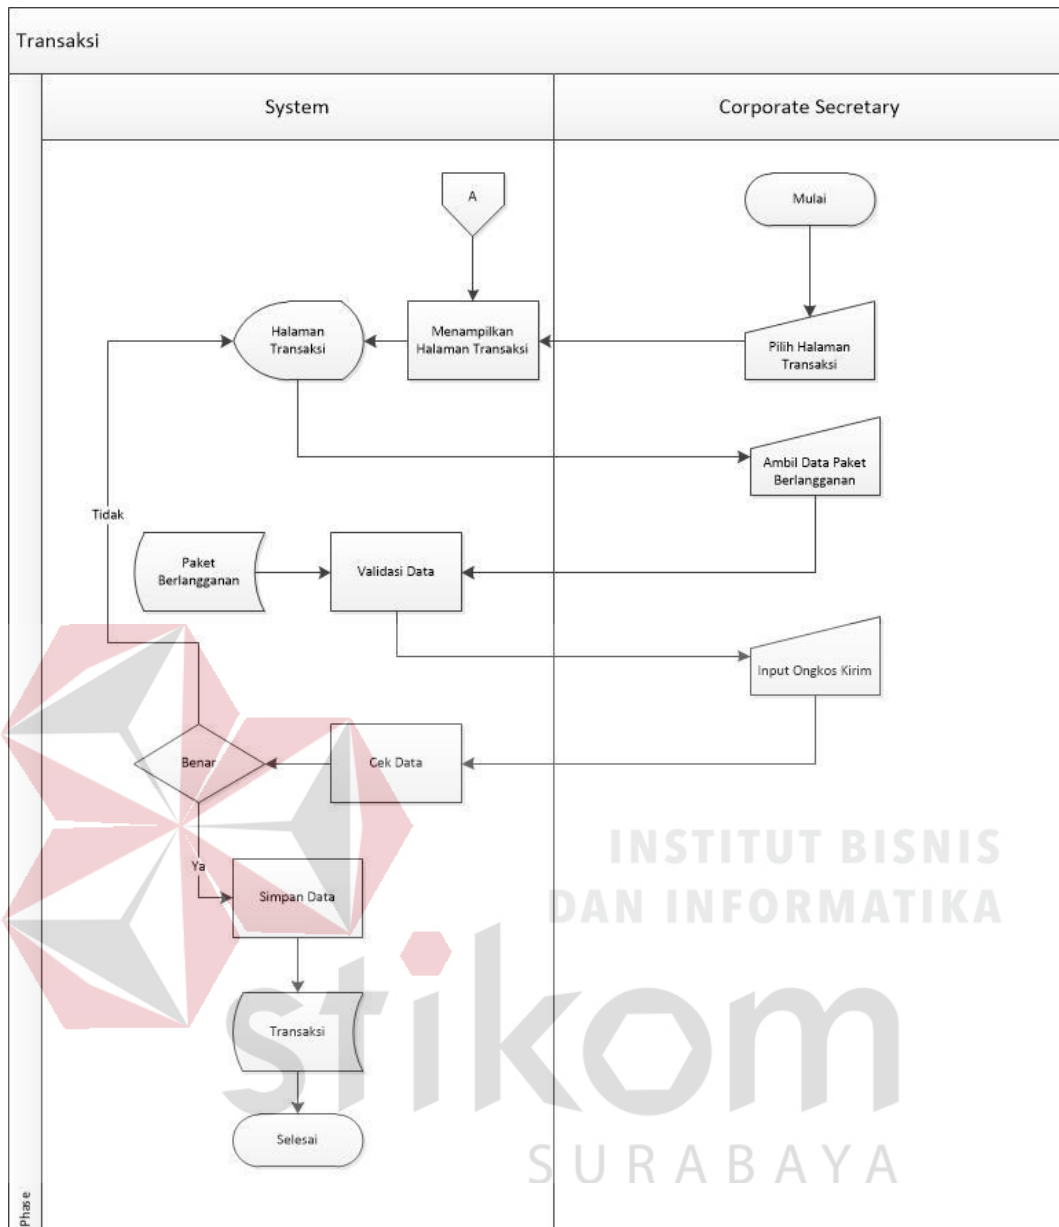 Transaksi
System
Corporate Secretary
A
Mulai
Halaman
Transaksi
Menampilkan
Halaman Transaksi
Pilih Halaman
Transaksi
Ambil Data Paket
Berlangganan
Tidak
Paket
Berlangganan
Validasi Data
Input Ongkos Kirim
Benar
Cek Data
Ya
Simpan Data
Transaksi
Selesai
Phase
INSTITUT BISNIS
DAN INFORMATIKA
stikom
SURABAYA